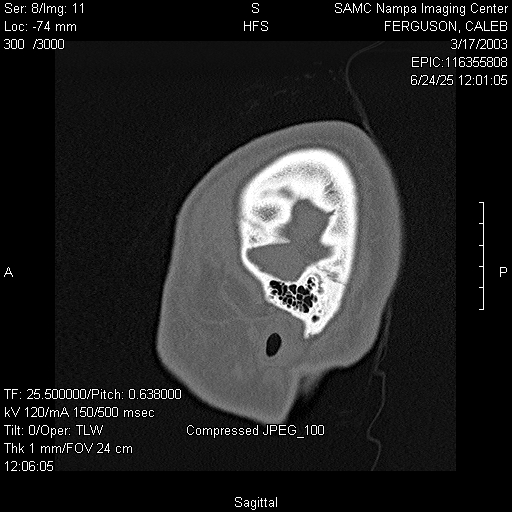 Ser: 8/Img: 11
Loc: -74 mm
300 /3000
S
HFS
SAMC Nampa Imaging Center
FERGUSON, CALEB
3/17/2003
EPIC:116355808
6/24/25 12:01:05
A
P
TF: 25.500000/Pitch: 0.638000
kV 120/mA 150/500 msec
Tilt: 0/Oper: TLW
Thk 1 mm/FOV 24 cm
12:06:05
Compressed JPEG_100
Sagittal